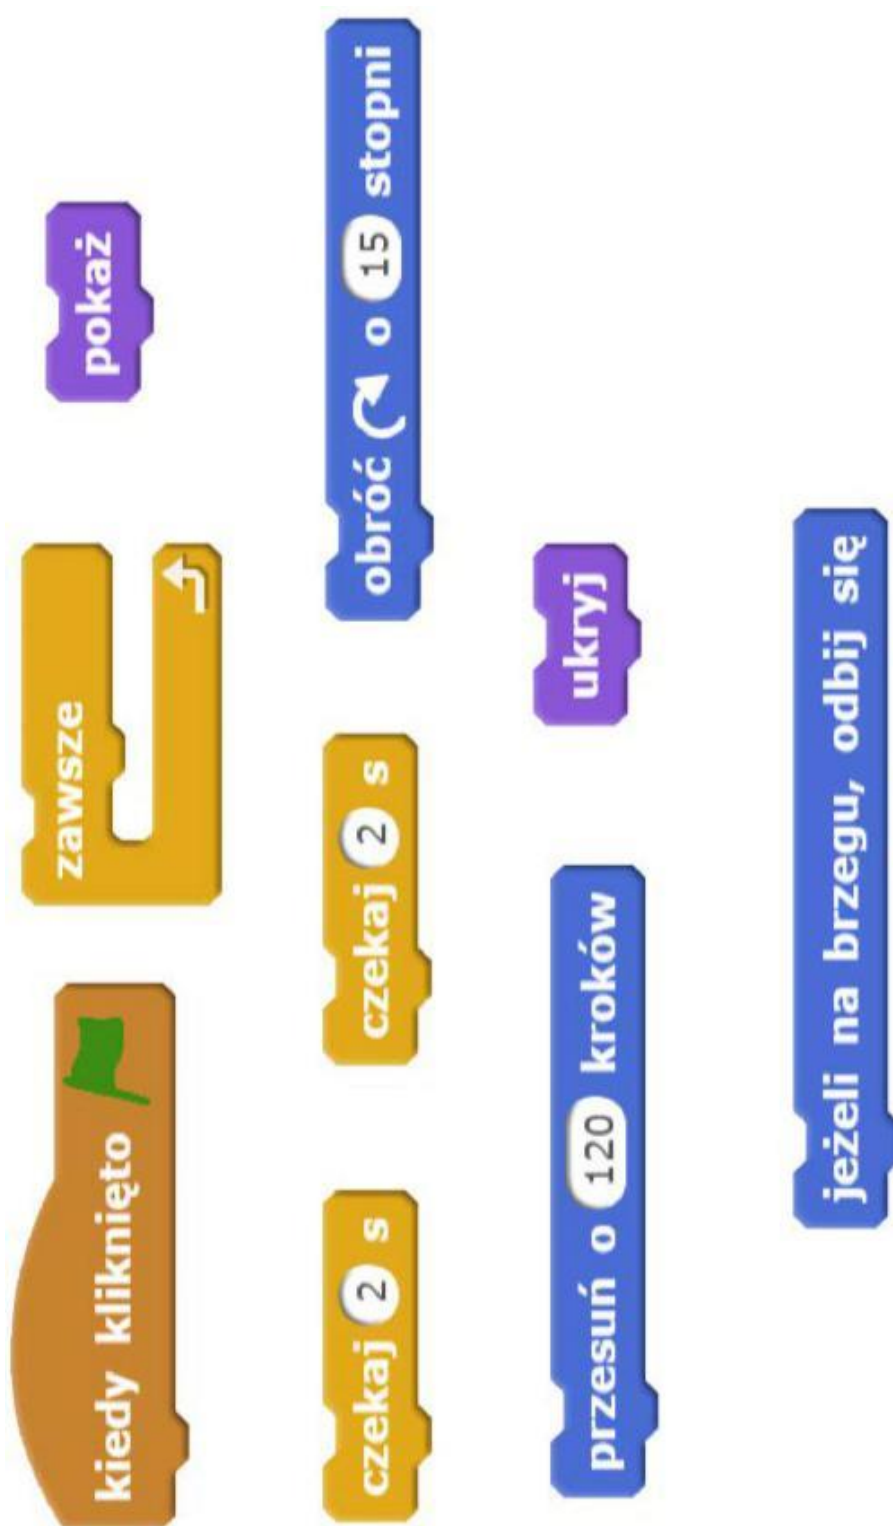 kiedy kliknięto
zawsze
pokaż
czekaj 2 s
czekaj 2 s
obróć o 15 stopni
przesuń o 120 kroków
ukryj
jeżeli na brzegu, odbij się